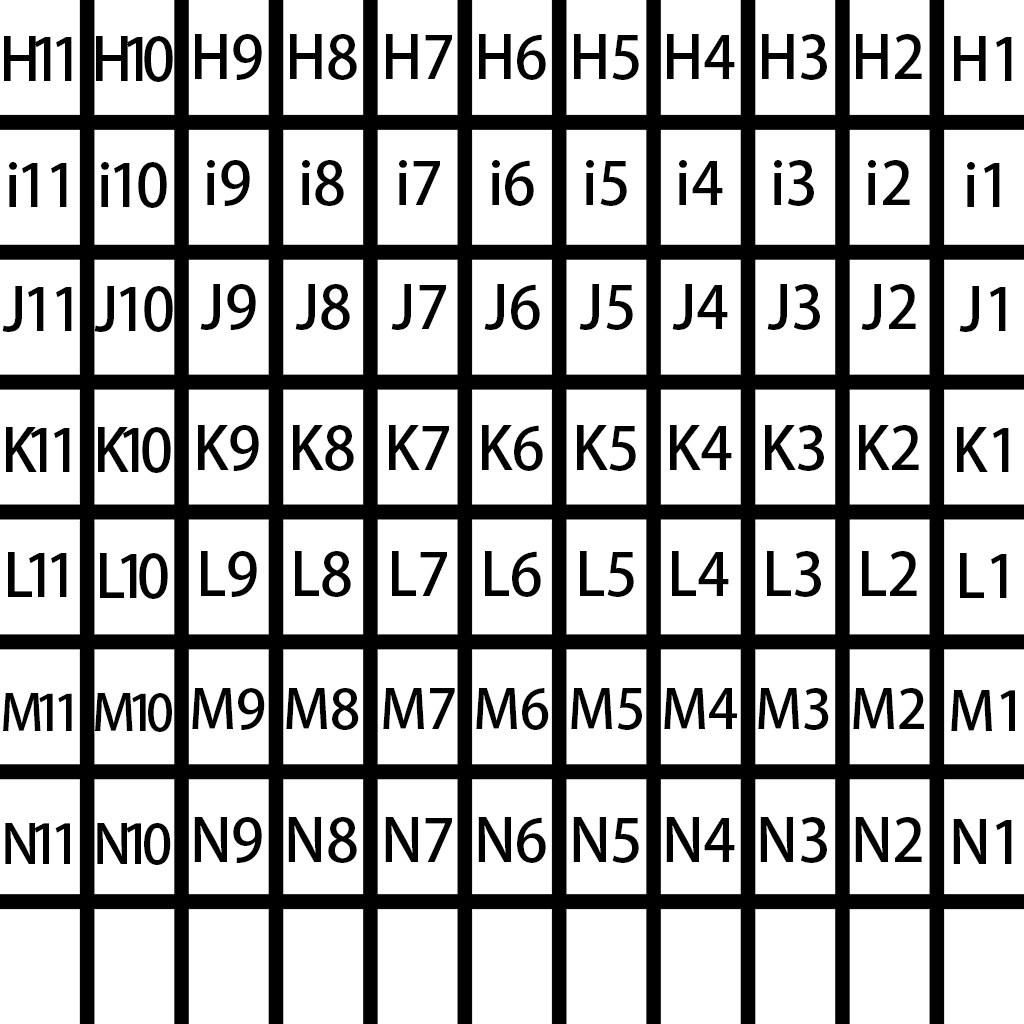 H11 H10 H9 H8 H7 H6 H5 H4 H3 H2 H1
i11 i10 i9 i8 i7 i6 i5 i4 i3 i2 i1
J11 J10 J9 J8 J7 J6 J5 J4 J3 J2 J1
K11 K10 K9 K8 K7 K6 K5 K4 K3 K2 K1
L11 L10 L9 L8 L7 L6 L5 L4 L3 L2 L1
M11 M10 M9 M8 M7 M6 M5 M4 M3 M2 M1
N11 N10 N9 N8 N7 N6 N5 N4 N3 N2 N1